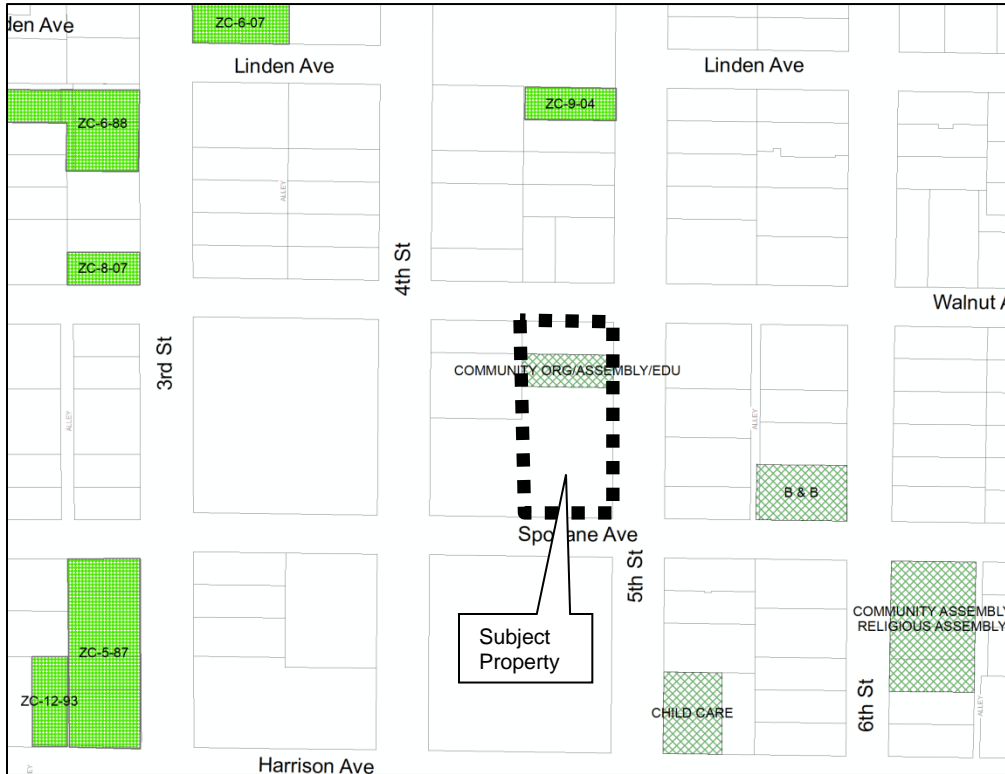 den Ave
ZC-6-07
Linden Ave
Linden Ave
ZC-6-88
ZC-9-04
ALLEY
4th St
ZC-8-07
Walnut A
3rd St
COMMUNITY ORG/ASSEMBLY/EDU
ALLEY
ALLEY
B & B
Spokane Ave
5th St
Subject
Property
COMMUNITY ASSEMBLY
RELIGIOUS ASSEMBLY
ZC-5-87
ZC-12-93
CHILD CARE
6th St
ALLEY
Harrison Ave
ALLEY